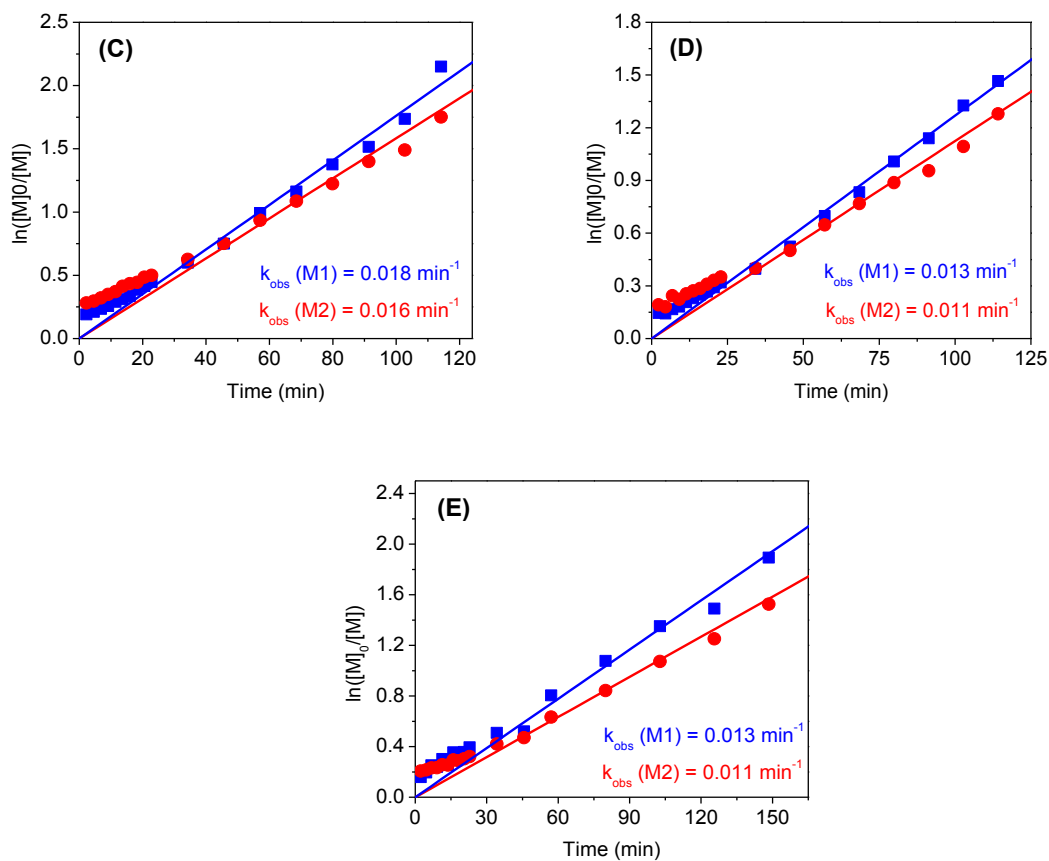 (C)
2.5
2.0
1.5
1.0
0.5
0.0
ln([M]0/[M])
k_obs (M1) = 0.018 min⁻¹
k_obs (M2) = 0.016 min⁻¹
0 20 40 60 80 100 120
Time (min)
(D)
1.8
1.5
1.2
0.9
0.6
0.3
0.0
ln([M]0/[M])
k_obs (M1) = 0.013 min⁻¹
k_obs (M2) = 0.011 min⁻¹
0 25 50 75 100 125
Time (min)
(E)
2.4
2.0
1.6
1.2
0.8
0.4
0.0
ln([M]₀/[M])
k_obs (M1) = 0.013 min⁻¹
k_obs (M2) = 0.011 min⁻¹
0 30 60 90 120 150
Time (min)